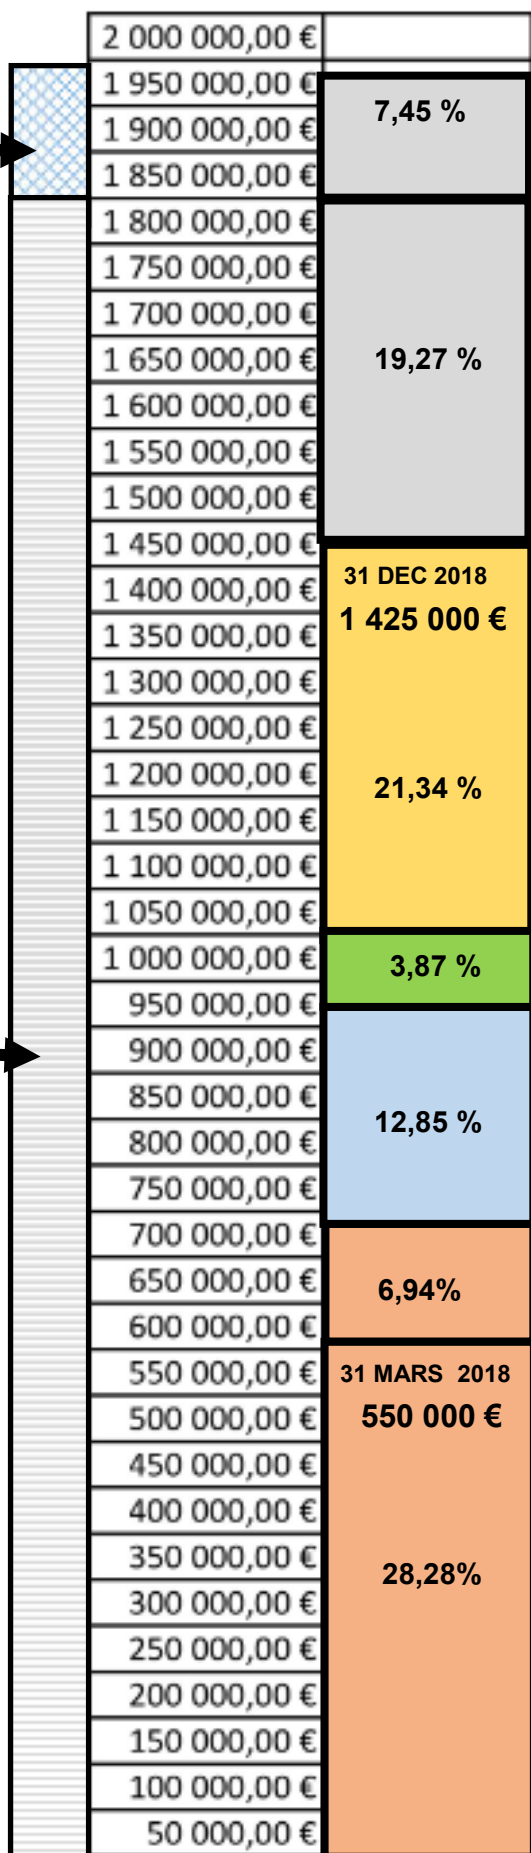 2 000 000,00 €
1 950 000,00 €
7,45 %
1 900 000,00 €
1 850 000,00 €
1 800 000,00 €
1 750 000,00 €
1 700 000,00 €
1 650 000,00 €
19,27 %
1 600 000,00 €
1 550 000,00 €
1 500 000,00 €
1 450 000,00 €
31 DEC 2018
1 400 000,00 €
1 425 000 €
1 350 000,00 €
1 300 000,00 €
1 250 000,00 €
1 200 000,00 €
21,34 %
1 150 000,00 €
1 100 000,00 €
1 050 000,00 €
1 000 000,00 €
3,87 %
950 000,00 €
900 000,00 €
850 000,00 €
12,85 %
800 000,00 €
750 000,00 €
700 000,00 €
650 000,00 €
6,94%
600 000,00 €
550 000,00 €
31 MARS 2018
500 000,00 €
550 000 €
450 000,00 €
400 000,00 €
350 000,00 €
28,28%
300 000,00 €
250 000,00 €
200 000,00 €
150 000,00 €
100 000,00 €
50 000,00 €